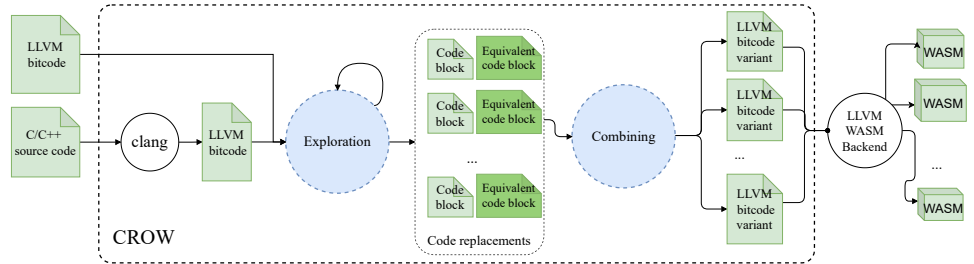 LLVM
bitcode
C/C++
source code
clang
LLVM
bitcode
Exploration
Code
block
Equivalent
code block
Code
block
Equivalent
code block
...
Code
block
Equivalent
code block
Code replacements
Combining
LLVM
bitcode
variant
LLVM
bitcode
variant
...
LLVM
bitcode
variant
LLVM
WASM
Backend
WASM
WASM
...
WASM
CROW